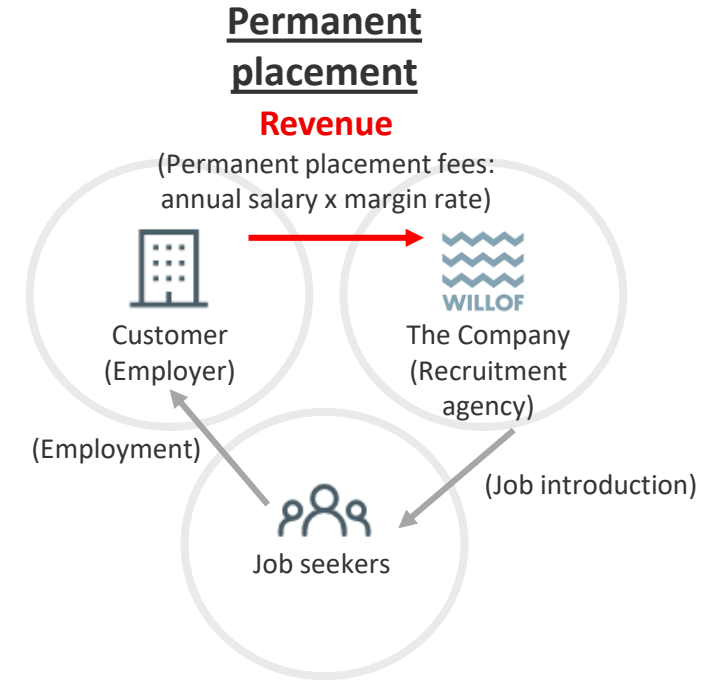 Permanent
placement
Revenue
(Permanent placement fees:
annual salary x margin rate)
WILLOF
Customer
(Employer)
The Company
(Recruitment
agency)
(Employment)
(Job introduction)
Job seekers